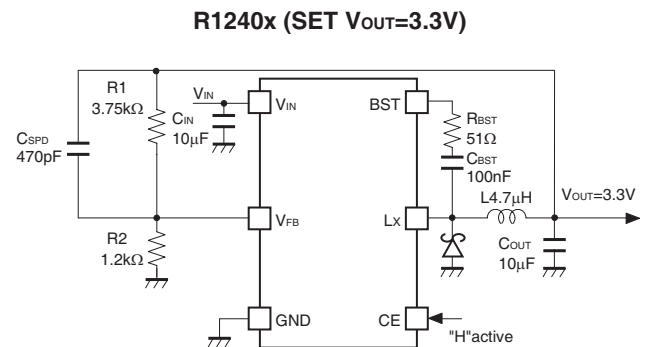 R1240x (SET VOUT=3.3V)
R1
3.75kΩ
CSPD
470pF
R2
1.2kΩ
VIN
CIN
10μF
VIN
VFB
GND
BST
LX
CE
RBST
51Ω
CBST
100nF
L4.7μH
VOUT=3.3V
COUT
10μF
"H"active